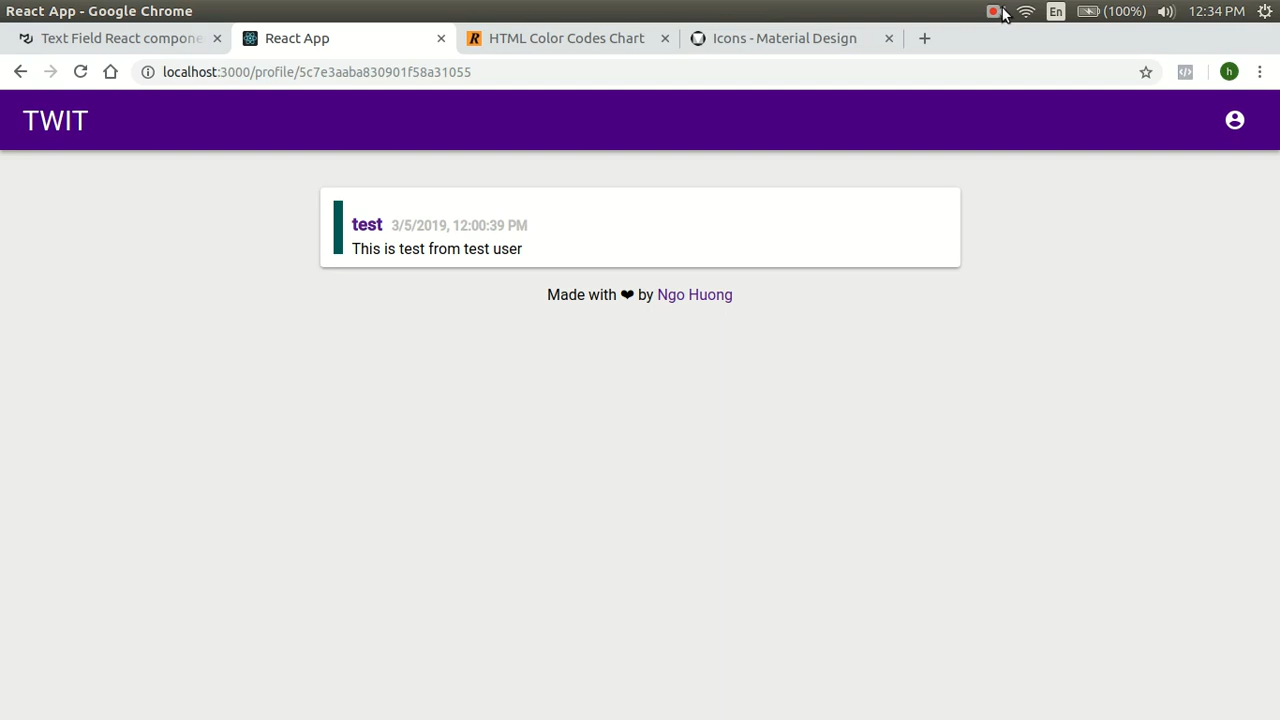 React App - Google Chrome
En (100%) 12:34 PM
Text Field React compone
React App
HTML Color Codes Chart
Icons - Material Design
localhost:3000/profile/5c7e3aaba830901f58a31055
h
TWIT
test 3/5/2019, 12:00:39 PM
This is test from test user
Made with ❤ by Ngo Huong